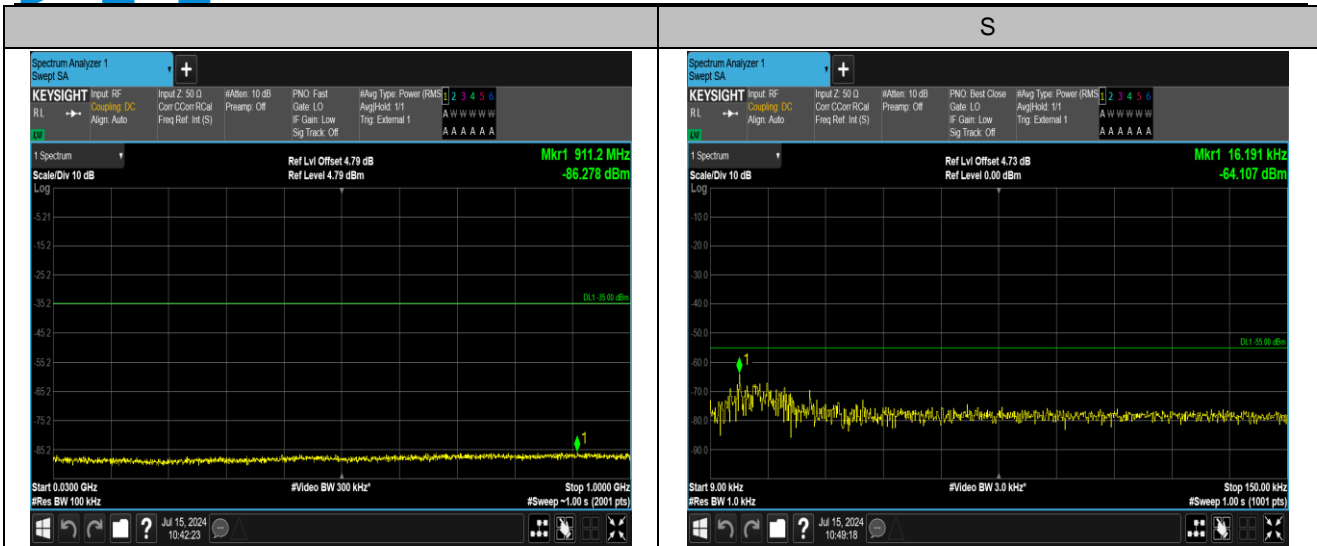 S
Spectrum Analyzer 1
Swept SA
KEYSIGHT
RL
Input: RF
Coupling: DC
Align: Auto
Input Z: 50 Ω
Corr CCorr RCal
Freq Ref: Int (S)
#Atten: 10 dB
Preamp: Off
PNO: Fast
Gate: LO
IF Gain: Low
Sig Track: Off
#Avg Type: Power (RMS
Avg|Hold: 1/1
Trig: External 1
1 2 3 4 5 6
A W W W W W
A A A A A A
1 Spectrum
Scale/Div 10 dB
Ref Lvl Offset 4.79 dB
Ref Level 4.79 dBm
Mkr1 911.2 MHz
-86.278 dBm
Log
-5.21
-15.2
-25.2
DL1 -35.00 dBm
-35.2
-45.2
-55.2
-65.2
-75.2
-85.2
1
Start 0.0300 GHz
#Res BW 100 kHz
#Video BW 300 kHz*
Stop 1.0000 GHz
#Sweep ~1.00 s (2001 pts)
?
Jul 15, 2024
10:42:23
Spectrum Analyzer 1
Swept SA
KEYSIGHT
RL
Input: RF
Coupling: DC
Align: Auto
Input Z: 50 Ω
Corr CCorr RCal
Freq Ref: Int (S)
#Atten: 10 dB
Preamp: Off
PNO: Best Close
Gate: LO
IF Gain: Low
Sig Track: Off
#Avg Type: Power (RMS
Avg|Hold: 1/1
Trig: External 1
1 2 3 4 5 6
A W W W W W
A A A A A A
1 Spectrum
Scale/Div 10 dB
Ref Lvl Offset 4.73 dB
Ref Level 0.00 dBm
Mkr1 16.191 kHz
-64.107 dBm
Log
-10.0
-20.0
-30.0
-40.0
-50.0
DL1 -55.00 dBm
-60.0
1
-70.0
-80.0
-90.0
Start 9.00 kHz
#Res BW 1.0 kHz
#Video BW 3.0 kHz*
Stop 150.00 kHz
#Sweep 1.00 s (1001 pts)
?
Jul 15, 2024
10:49:18